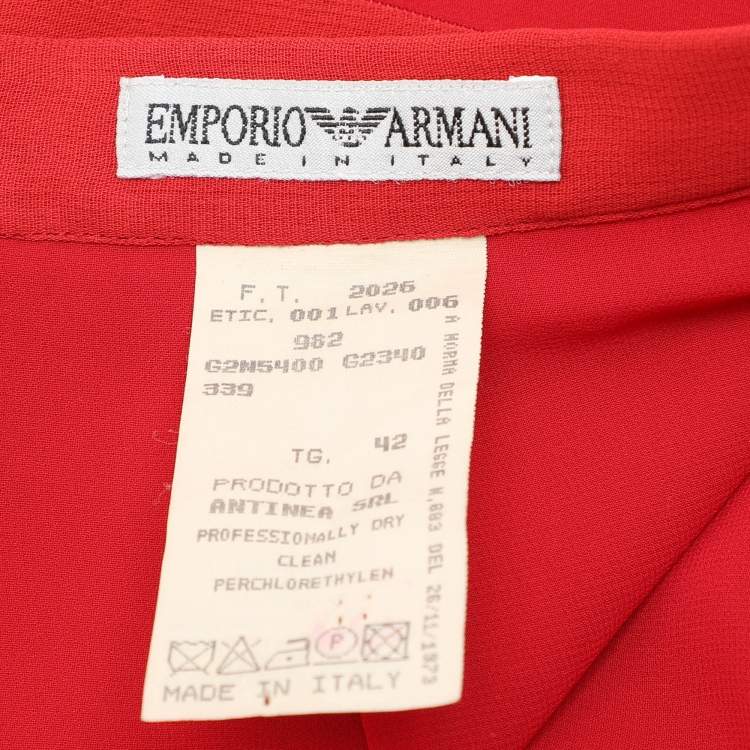 EMPORIO ARMANI
MADE IN ITALY
F.T. 2026
ETIC. 001 LAV. 006
982
G2N5400 G2340
339
TG. 42
PRODOTTO DA
ANTINEA SRL
PROFESSIONALLY DRY
CLEAN
PERCHLORETHYLEN
P
MADE IN ITALY
A NORMA DELLA LEGGE N,883 DEL 26/11/1973